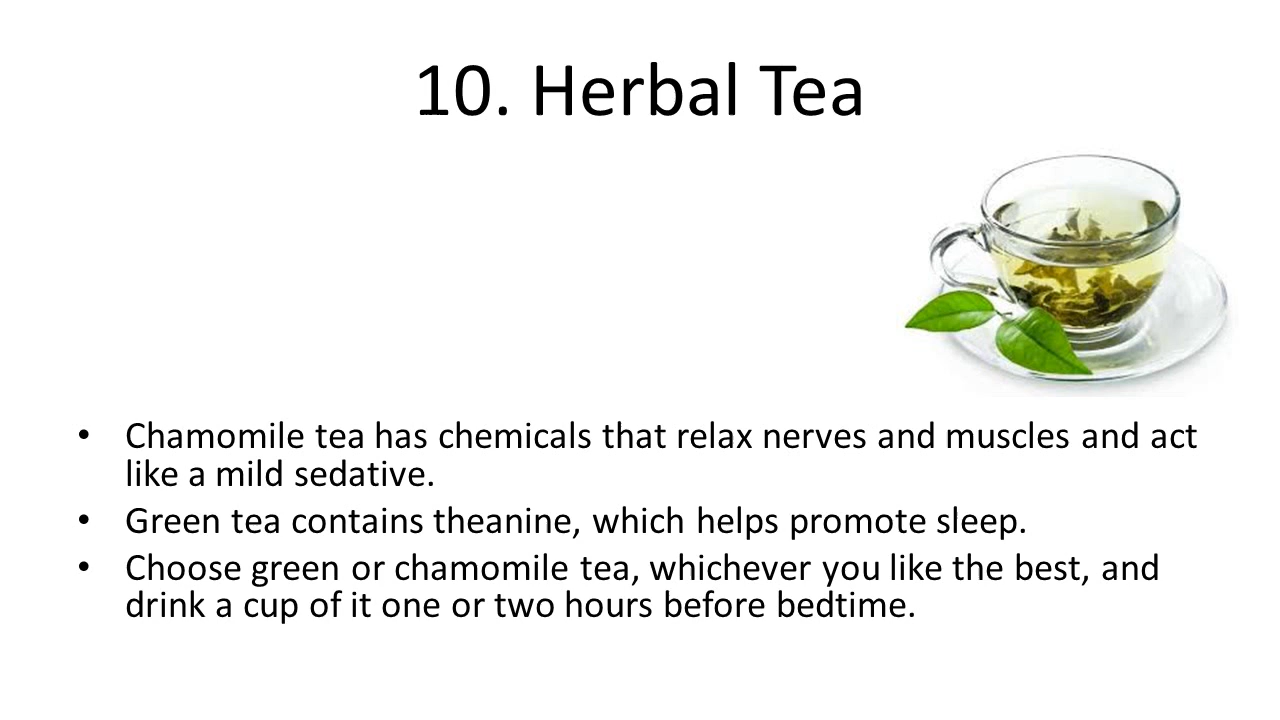 10. Herbal Tea
• Chamomile tea has chemicals that relax nerves and muscles and act
like a mild sedative.
• Green tea contains theanine, which helps promote sleep.
• Choose green or chamomile tea, whichever you like the best, and
drink a cup of it one or two hours before bedtime.